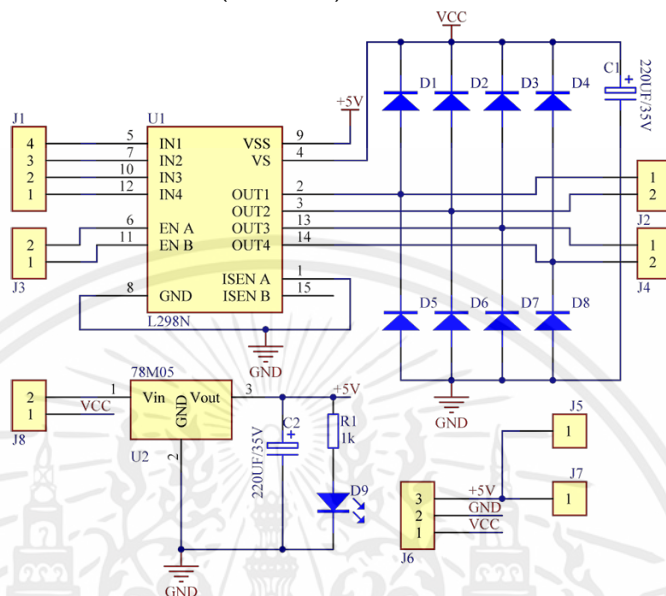 VCC
D1 D2 D3 D4
C1
220UF/35V
+5V
J1
U1
4 5 IN1 VSS 9
3 7 IN2 VS 4
2 10 IN3
1 12 IN4
OUT1 2
OUT2 3
2 6 EN A OUT3 13
1 11 EN B OUT4 14
J3
1
2
J2
1
2
J4
ISEN A 1
8 GND ISEN B 15
L298N
GND
D5 D6 D7 D8
GND
78M05
2 1 Vin Vout 3 +5V
1 VCC
J8
GND
U2
2
C2
220UF/35V
R1
1k
D9
GND
J5
1
J7
1
3 +5V
2 GND
1 VCC
J6